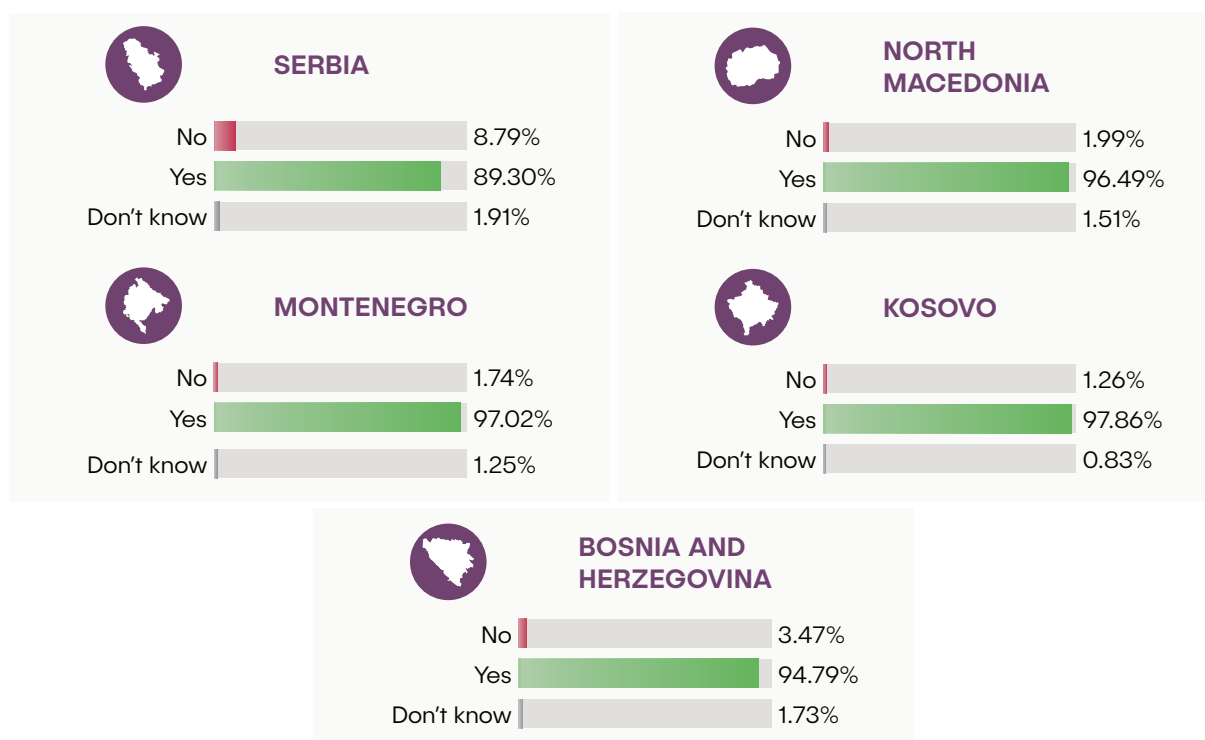 SERBIA
No 8.79%
Yes 89.30%
Don’t know 1.91%
NORTH
MACEDONIA
No 1.99%
Yes 96.49%
Don’t know 1.51%
MONTENEGRO
No 1.74%
Yes 97.02%
Don’t know 1.25%
KOSOVO
No 1.26%
Yes 97.86%
Don’t know 0.83%
BOSNIA AND
HERZEGOVINA
No 3.47%
Yes 94.79%
Don’t know 1.73%